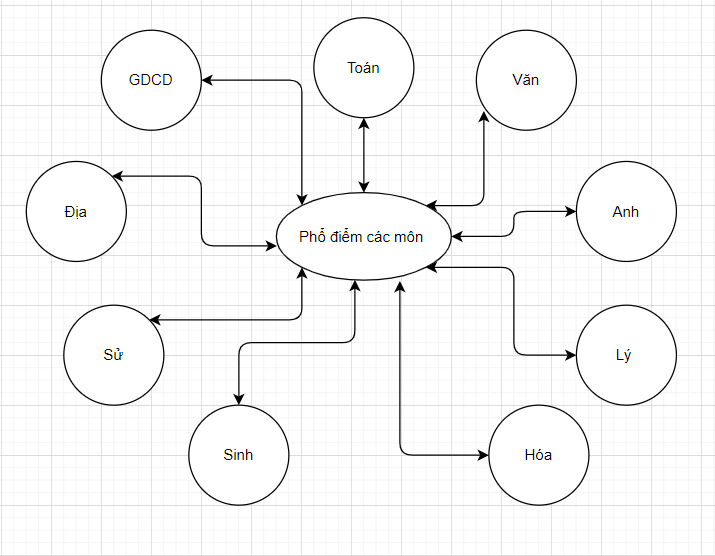 GDCD
Toán
Văn
Địa
Anh
Phổ điểm các môn
Sử
Lý
Sinh
Hóa